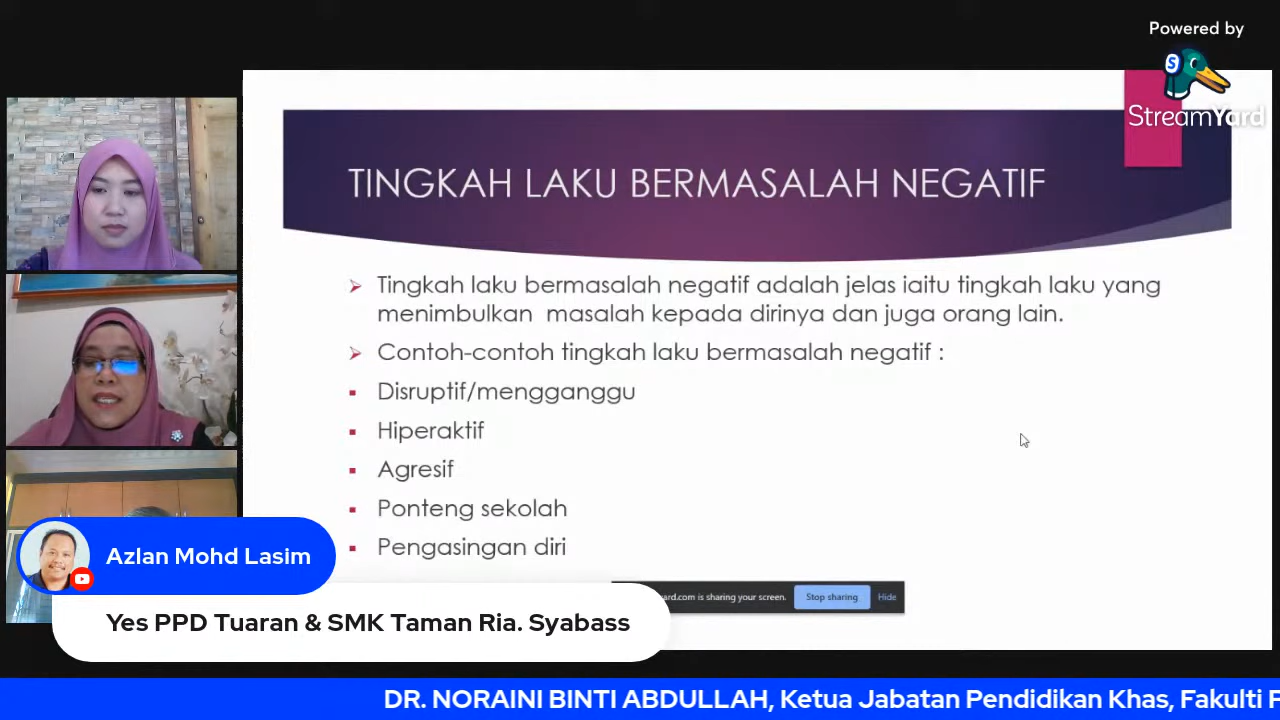 Powered by
StreamYard
TINGKAH LAKU BERMASALAH NEGATIF
Tingkah laku bermasalah negatif adalah jelas iaitu tingkah laku yang
menimbulkan masalah kepada dirinya dan juga orang lain.
Contoh-contoh tingkah laku bermasalah negatif :
Disruptif/mengganggu
Hiperaktif
Agresif
Ponteng sekolah
Pengasingan diri
Azlan Mohd Lasim
Yes PPD Tuaran & SMK Taman Ria. Syabass
is sharing your screen.
Stop sharing
Hide
DR. NORAINI BINTI ABDULLAH, Ketua Jabatan Pendidikan Khas, Fakulti